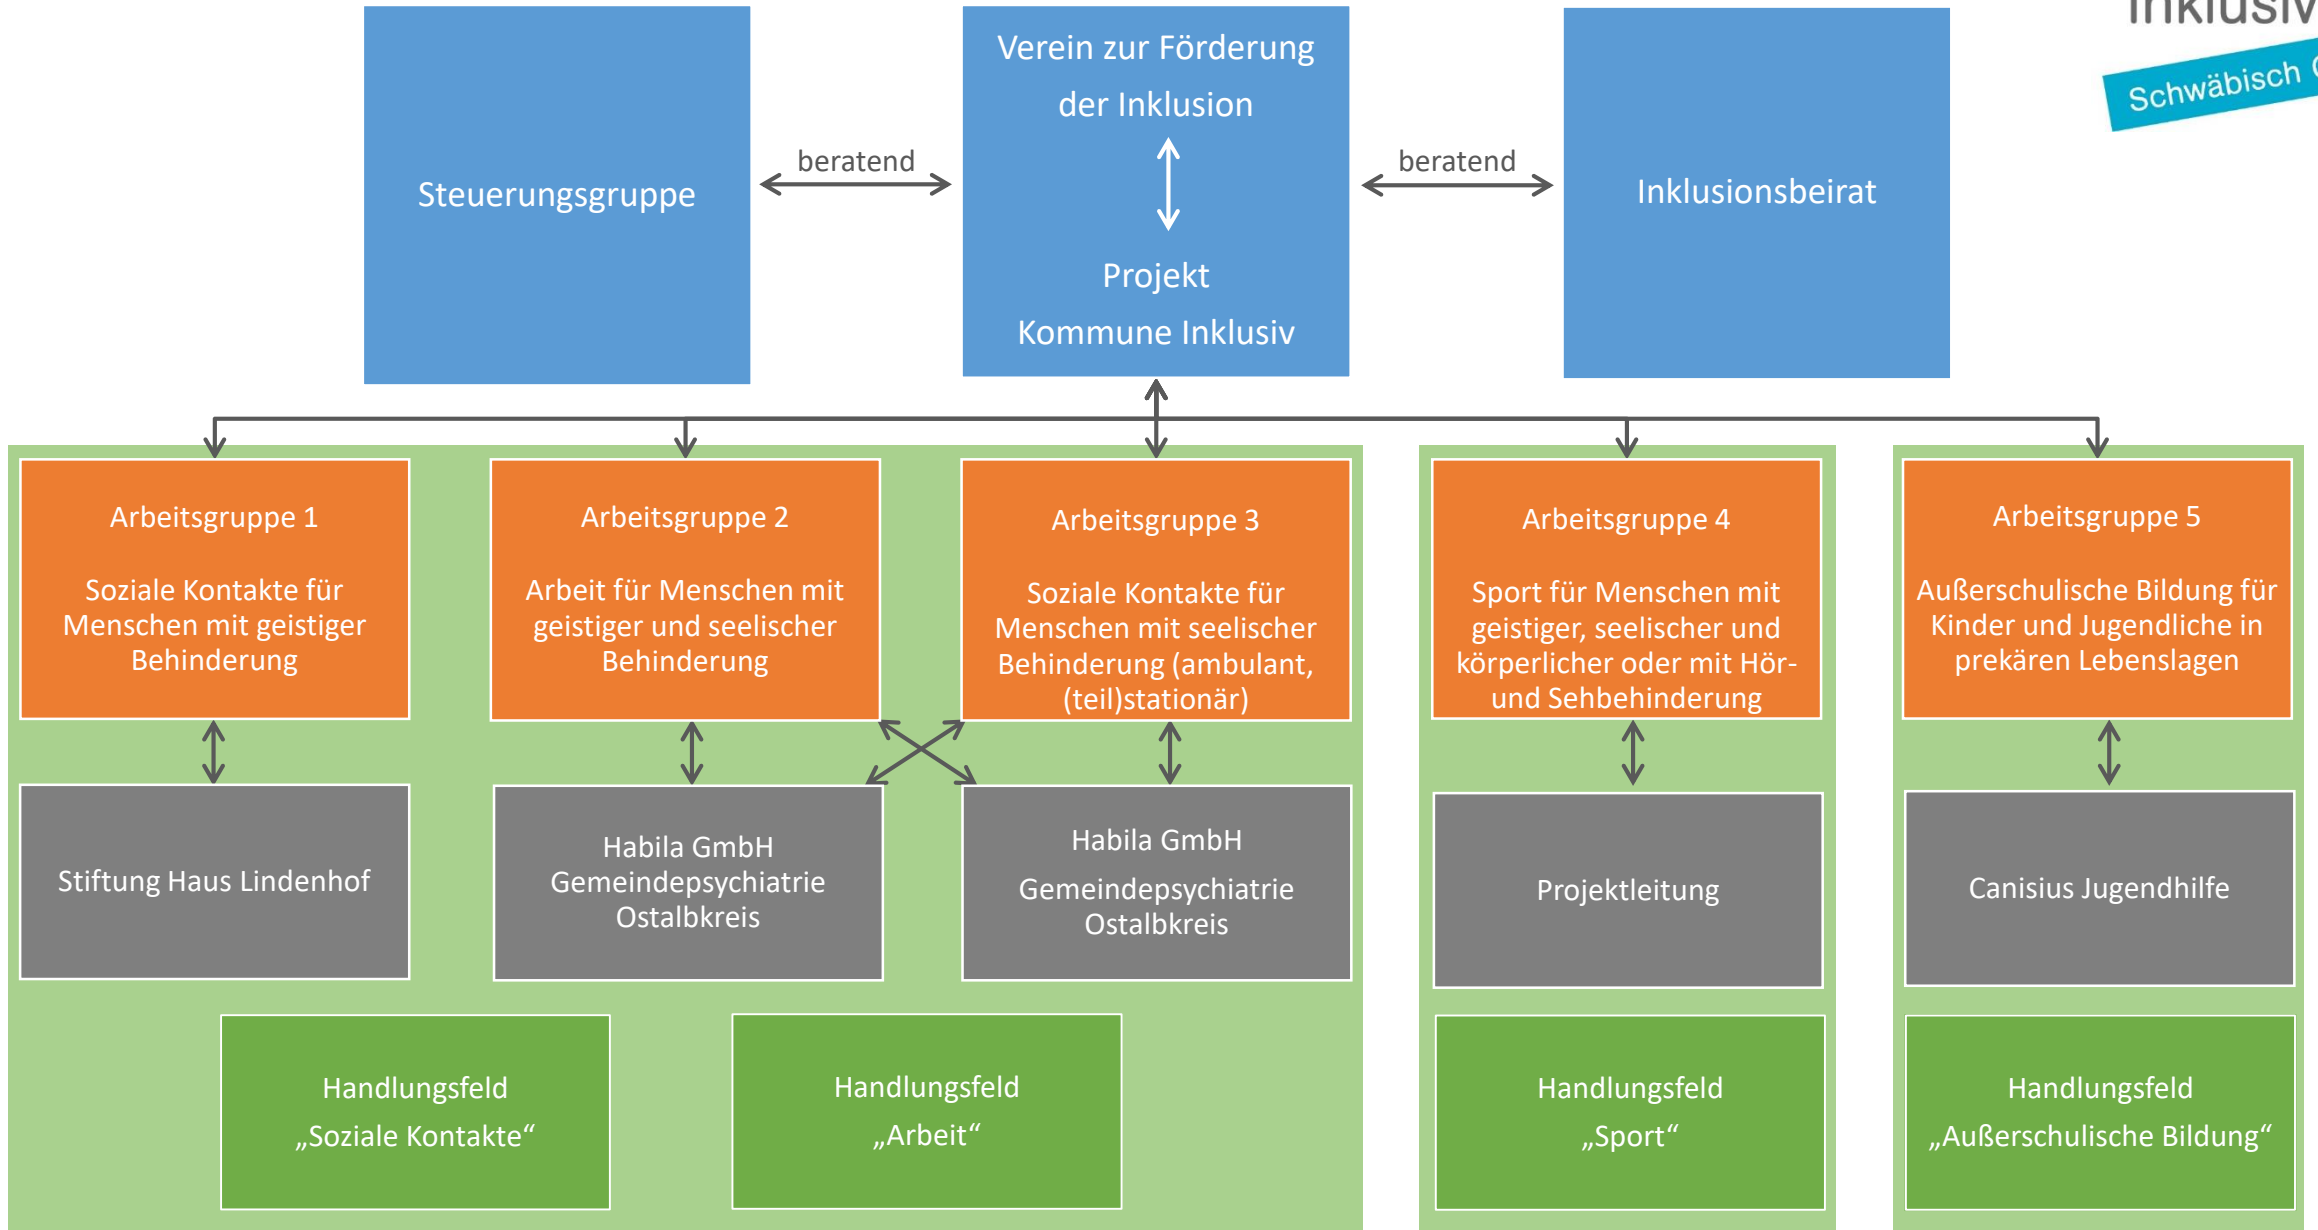 Inklusiv
Schwäbisch
Verein zur Förderung
der Inklusion
Projekt
Kommune Inklusiv
Steuerungsgruppe
beratend
beratend
Inklusionsbeirat
Arbeitsgruppe 1
Soziale Kontakte für
Menschen mit geistiger
Behinderung
Arbeitsgruppe 2
Arbeit für Menschen mit
geistiger und seelischer
Behinderung
Arbeitsgruppe 3
Soziale Kontakte für
Menschen mit seelischer
Behinderung (ambulant,
(teil)stationär)
Arbeitsgruppe 4
Sport für Menschen mit
geistiger, seelischer und
körperlicher oder mit Hör-
und Sehbehinderung
Arbeitsgruppe 5
Außerschulische Bildung für
Kinder und Jugendliche in
prekären Lebenslagen
Stiftung Haus Lindenhof
Habila GmbH
Gemeindepsychiatrie
Ostalbkreis
Habila GmbH
Gemeindepsychiatrie
Ostalbkreis
Projektleitung
Canisius Jugendhilfe
Handlungsfeld
„Soziale Kontakte“
Handlungsfeld
„Arbeit“
Handlungsfeld
„Sport“
Handlungsfeld
„Außerschulische Bildung“